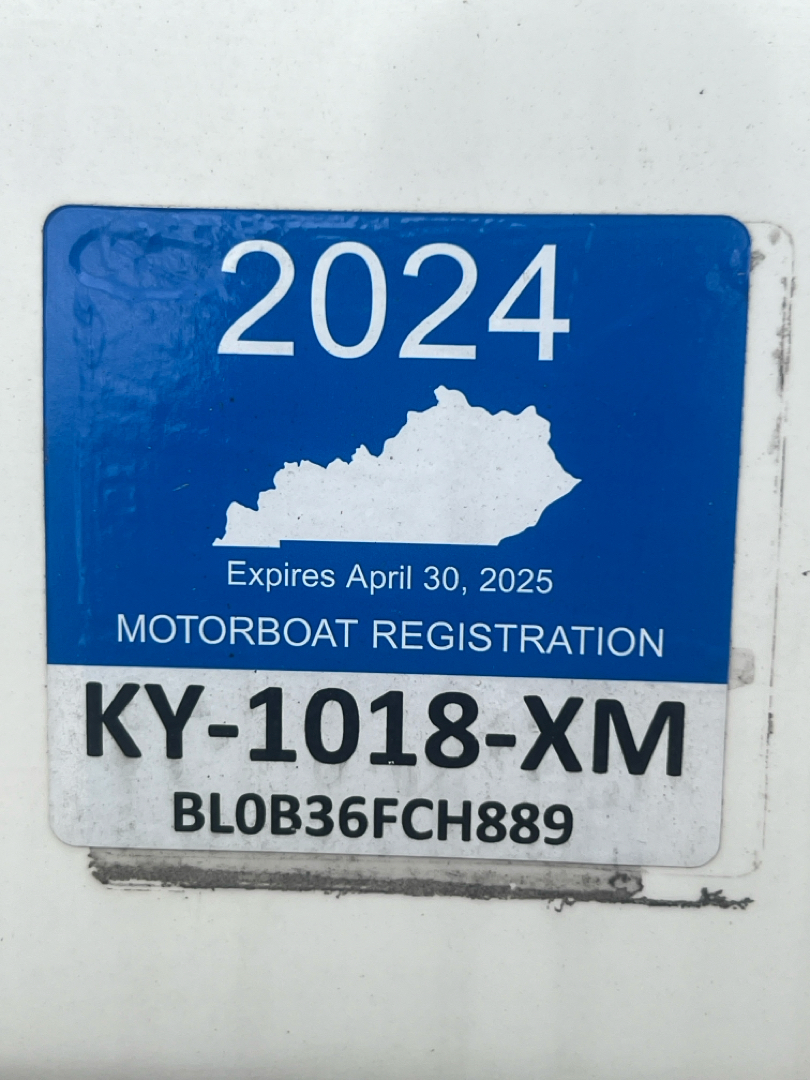 2024
Expires April 30, 2025
MOTORBOAT REGISTRATION
KY-1018-XM
BL0B36FCH889